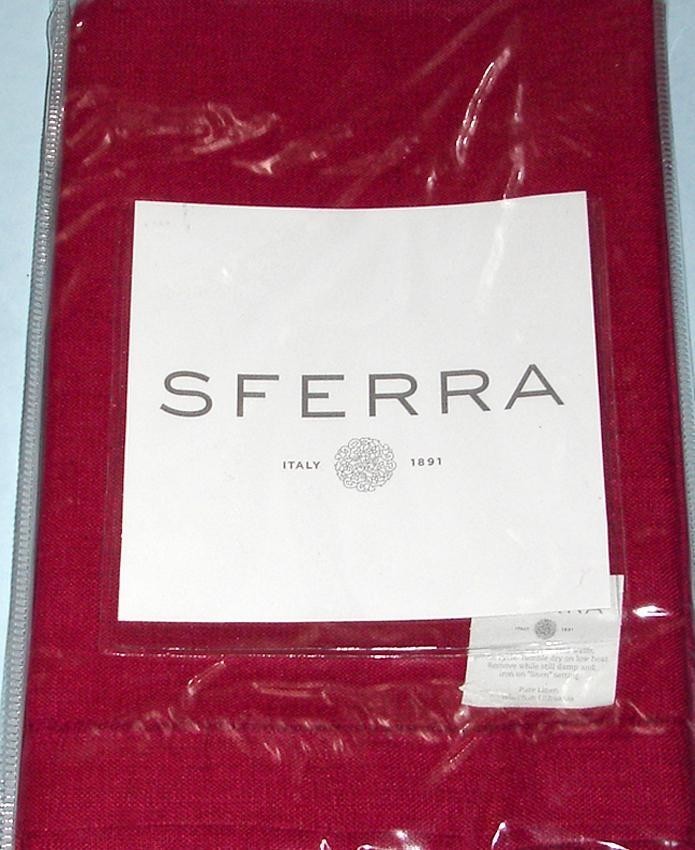 SFERRA
ITALY 1891
ITALY 1891
tumble dry on low heat.
Remove while still damp and
iron on "linen" setting
Pure Linen